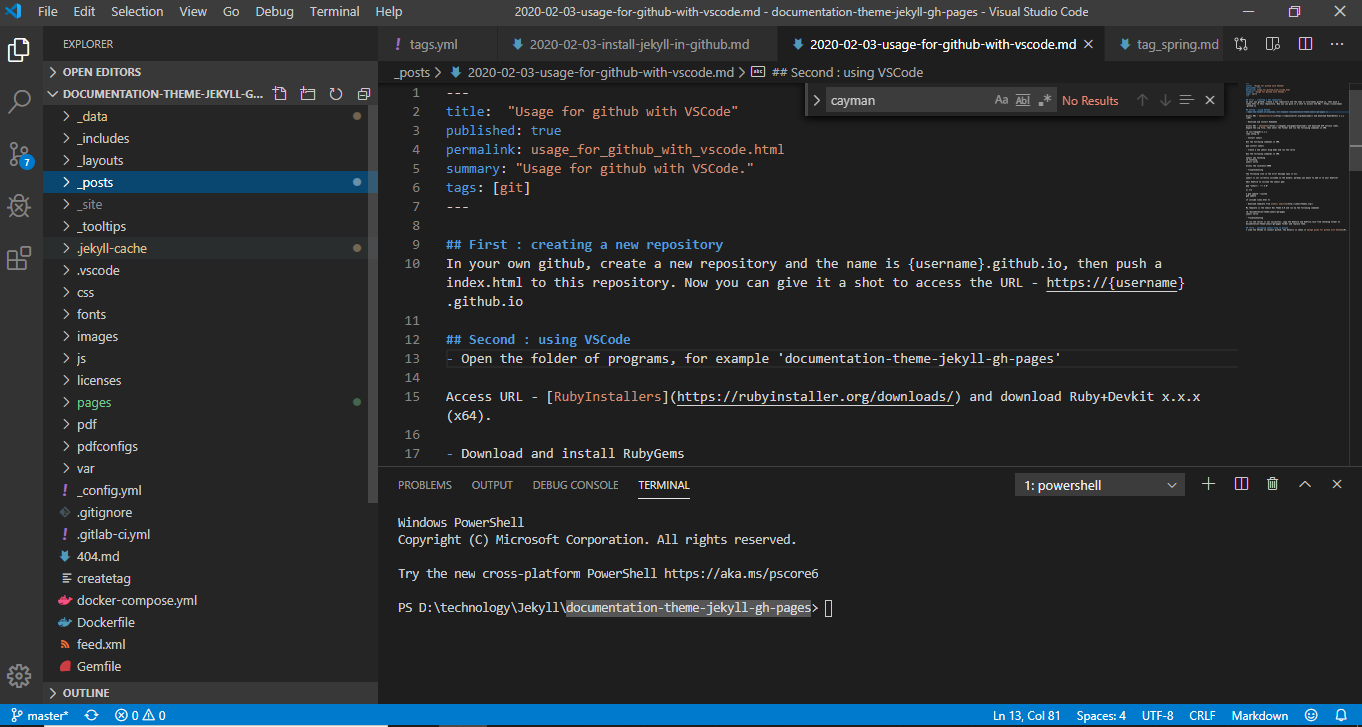 File Edit Selection View Go Debug Terminal Help 2020-02-03-usage-for-github-with-vscode.md - documentation-theme-jekyll-gh-pages - Visual Studio Code
EXPLORER
OPEN EDITORS
DOCUMENTATION-THEME-JEKYLL-G...
_data
_includes
_layouts
_posts
_site
_tooltips
.jekyll-cache
.vscode
css
fonts
images
js
licenses
pages
pdf
pdfconfigs
var
! _config.yml
.gitignore
! .gitlab-ci.yml
404.md
createtag
docker-compose.yml
Dockerfile
feed.xml
Gemfile
OUTLINE
7
! tags.yml 2020-02-03-install-jekyll-in-github.md 2020-02-03-usage-for-github-with-vscode.md tag_spring.md
_posts > 2020-02-03-usage-for-github-with-vscode.md > ## Second : using VSCode
cayman Aa Abl .* No Results
1 ---
2 title:  "Usage for github with VSCode"
3 published: true
4 permalink: usage_for_github_with_vscode.html
5 summary: "Usage for github with VSCode."
6 tags: [git]
7 ---
8
9 ## First : creating a new repository
10 In your own github, create a new repository and the name is {username}.github.io, then push a
index.html to this repository. Now you can give it a shot to access the URL - https://{username}
.github.io
11
12 ## Second : using VSCode
13 - Open the folder of programs, for example 'documentation-theme-jekyll-gh-pages'
14
15 Access URL - [RubyInstallers](https://rubyinstaller.org/downloads/) and download Ruby+Devkit x.x.x
(x64).
16
17 - Download and install RubyGems
PROBLEMS OUTPUT DEBUG CONSOLE TERMINAL 1: powershell
Windows PowerShell
Copyright (C) Microsoft Corporation. All rights reserved.
Try the new cross-platform PowerShell https://aka.ms/pscore6
PS D:\technology\Jekyll\documentation-theme-jekyll-gh-pages>
master* 0 0 Ln 13, Col 81 Spaces: 4 UTF-8 CRLF Markdown